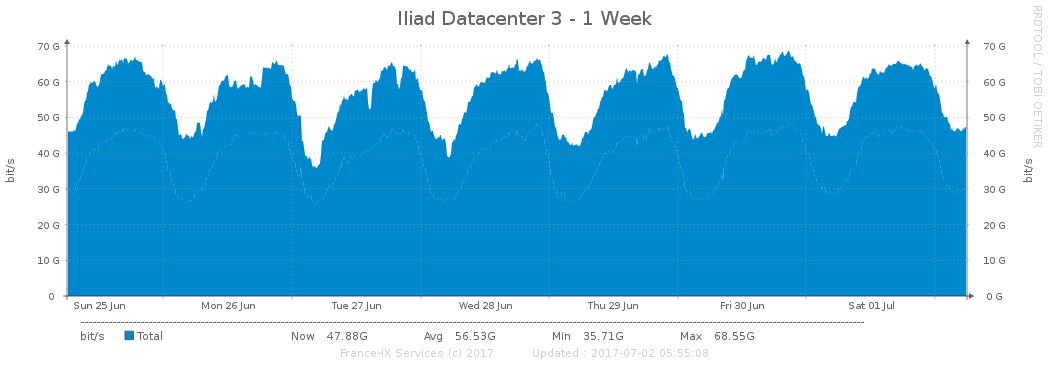 Iliad Datacenter 3 - 1 Week
RRDTOOL / TOBI OETIKER
70 G 70 G
60 G 60 G
50 G 50 G
40 G 40 G
30 G 30 G
20 G 20 G
10 G 10 G
0 0 G
bit/s bit/s
Sun 25 Jun Mon 26 Jun Tue 27 Jun Wed 28 Jun Thu 29 Jun Fri 30 Jun Sat 01 Jul
bit/s Total Now 47.88G Avg 56.53G Min 35.71G Max 68.55G
France-IX Services (c) 2017 Updated : 2017-07-02 05:55:08